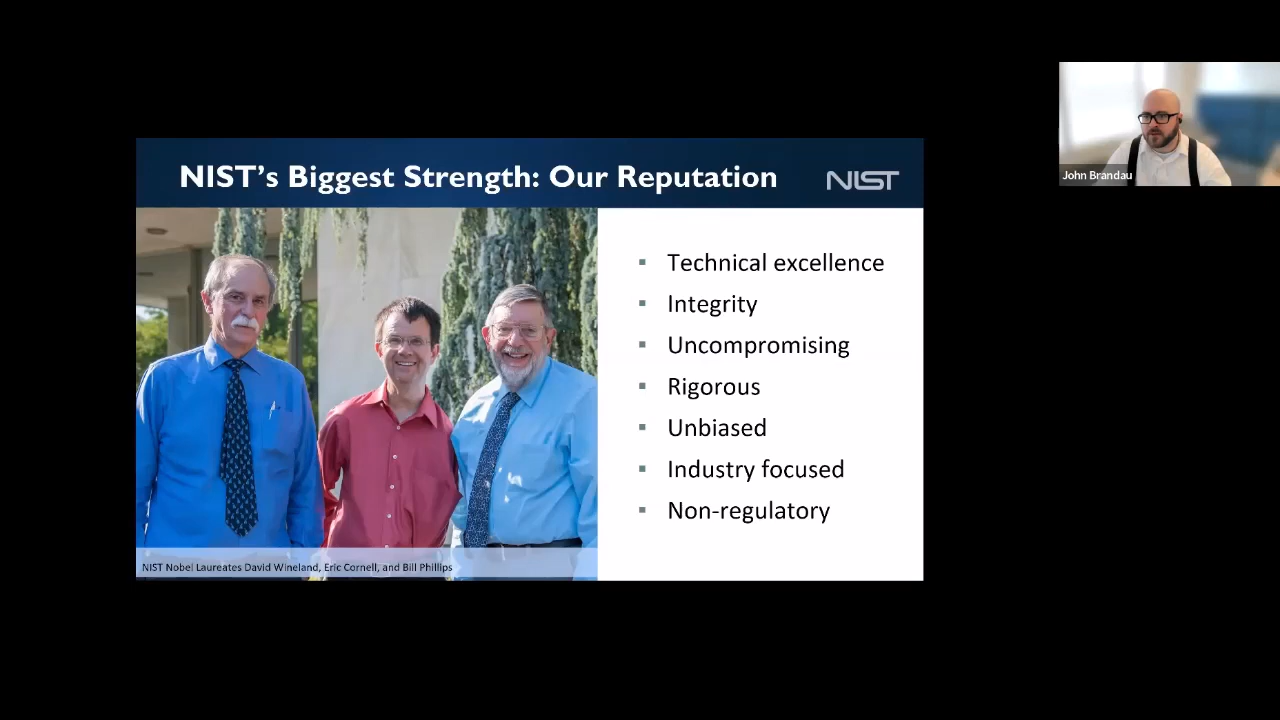 NIST's Biggest Strength: Our Reputation
NIST
Technical excellence
Integrity
Uncompromising
Rigorous
Unbiased
Industry focused
Non-regulatory
NIST Nobel Laureates David Wineland, Eric Cornell, and Bill Phillips
John Brandau